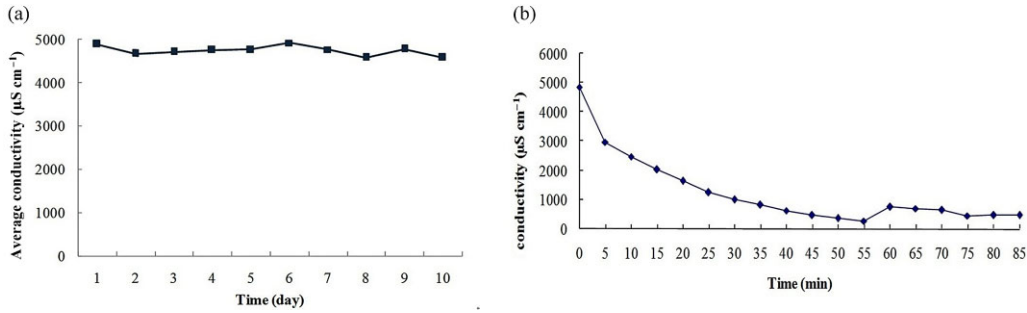 (a)
Average conductivity (µS cm⁻¹)
5000
4000
3000
2000
1000
0
1 2 3 4 5 6 7 8 9 10
Time (day)
(b)
conductivity (µS cm⁻¹)
6000
5000
4000
3000
2000
1000
0
0 5 10 15 20 25 30 35 40 45 50 55 60 65 70 75 80 85
Time (min)